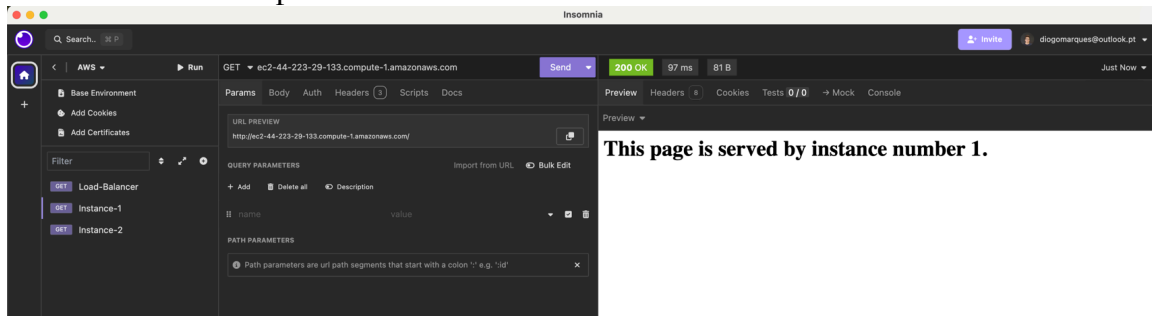 Insomnia
Search.. ⌘ P
Invite
diogomarques@outlook.pt
AWS
Run
GET ec2-44-223-29-133.compute-1.amazonaws.com
Send
200 OK 97 ms 81 B
Just Now
Base Environment
Add Cookies
Add Certificates
Filter
GET Load-Balancer
GET Instance-1
GET Instance-2
Params Body Auth Headers 3 Scripts Docs
URL PREVIEW
http://ec2-44-223-29-133.compute-1.amazonaws.com/
QUERY PARAMETERS Import from URL Bulk Edit
+ Add Delete all Description
name value
PATH PARAMETERS
Path parameters are url path segments that start with a colon ':' e.g. ':id'
Preview Headers 8 Cookies Tests 0 / 0 → Mock Console
Preview
This page is served by instance number 1.